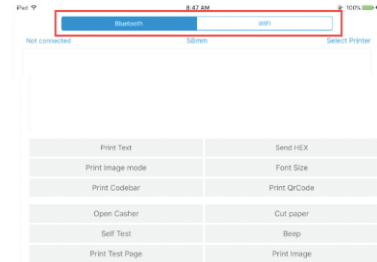 iPad 8:47 AM 100%
Bluetooth WIFI
Not connected 58mm Select Printer
Print Text Send HEX
Print Image mode Font Size
Print Codebar Print QrCode
Open Casher Cut paper
Self Test Beep
Print Test Page Print Image